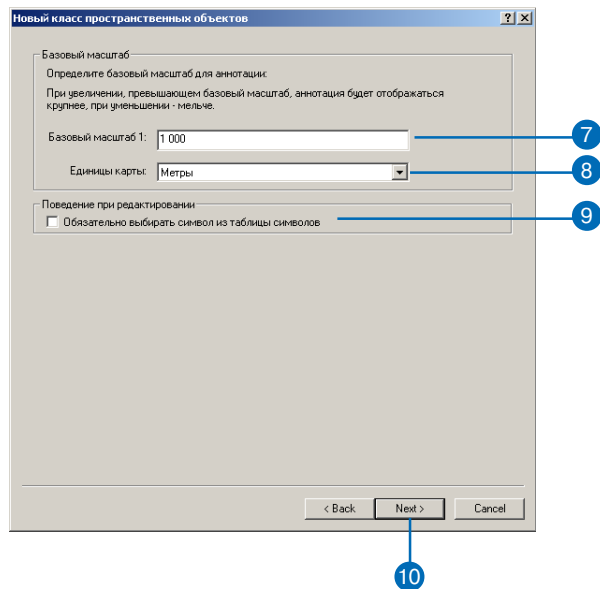 Новый класс пространственных объектов
Базовый масштаб
Определите базовый масштаб для аннотации:
При увеличении, превышающем базовый масштаб, аннотация будет отображаться
крупнее, при уменьшении - мельче.
Базовый масштаб 1: 1 000 7
Единицы карты: Метры 8
Поведение при редактировании
Обязательно выбирать символ из таблицы символов 9
< Back Next > Cancel
10